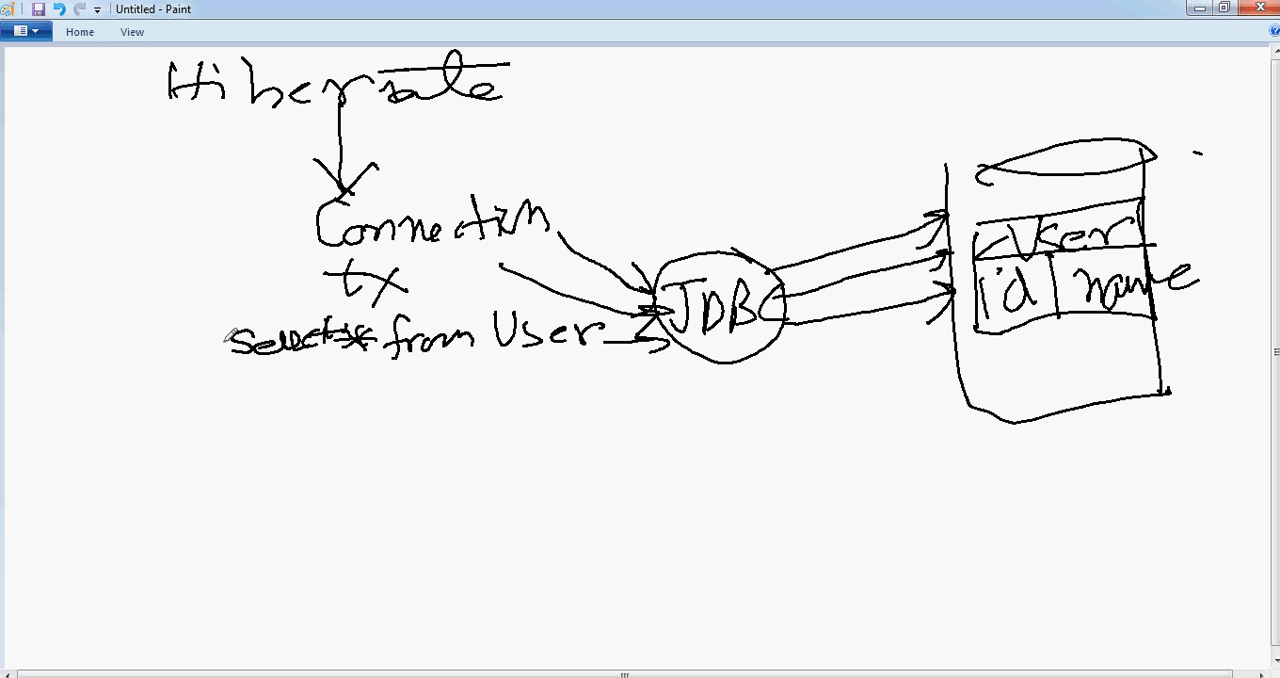 Untitled - Paint
Home View
Hibernate
Connection
tx
select * from User
JDBC
User
id name